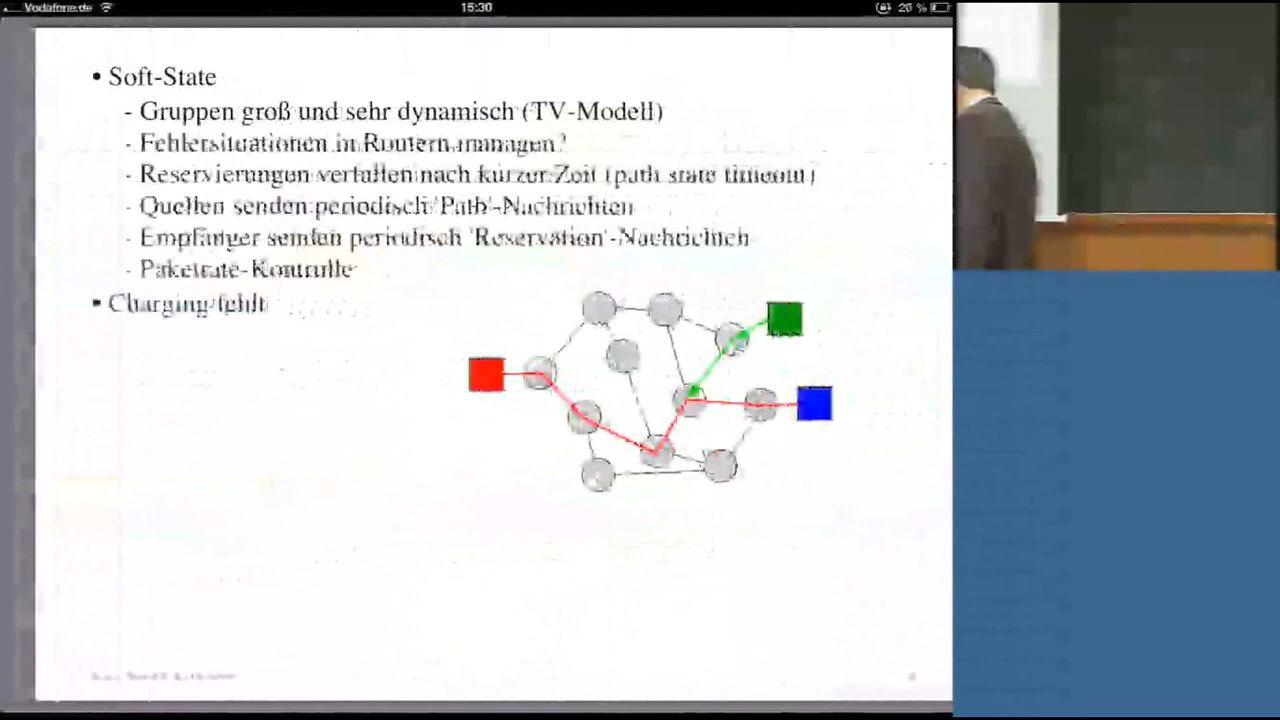 Vodafone.de
15:30
20 %
• Soft-State
- Gruppen groß und sehr dynamisch (TV-Modell)
- Fehlersituationen in Routern managen?
- Reservierungen verfallen nach kurzer Zeit (path state timeout)
- Quellen senden periodisch 'Path'-Nachrichten
- Empfänger senden periodisch 'Reservation'-Nachrichten
- Paketrate-Kontrolle
• Charging fehlt